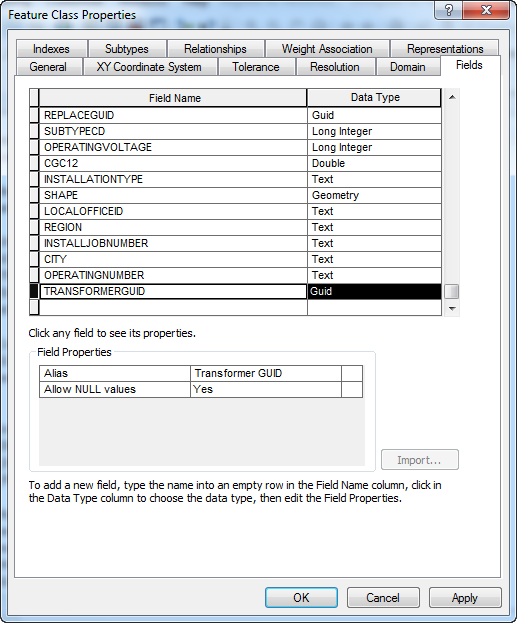 Feature Class Properties
?
Indexes Subtypes Relationships Weight Association Representations
General XY Coordinate System Tolerance Resolution Domain Fields
Field Name Data Type
REPLACEGUID Guid
SUBTYPECD Long Integer
OPERATINGVOLTAGE Long Integer
CGC12 Double
INSTALLATIONTYPE Text
SHAPE Geometry
LOCALOFFICEID Text
REGION Text
INSTALLJOBNUMBER Text
CITY Text
OPERATINGNUMBER Text
TRANSFORMERGUID Guid
Click any field to see its properties.
Field Properties
Alias Transformer GUID
Allow NULL values Yes
Import...
To add a new field, type the name into an empty row in the Field Name column, click in
the Data Type column to choose the data type, then edit the Field Properties.
OK Cancel Apply